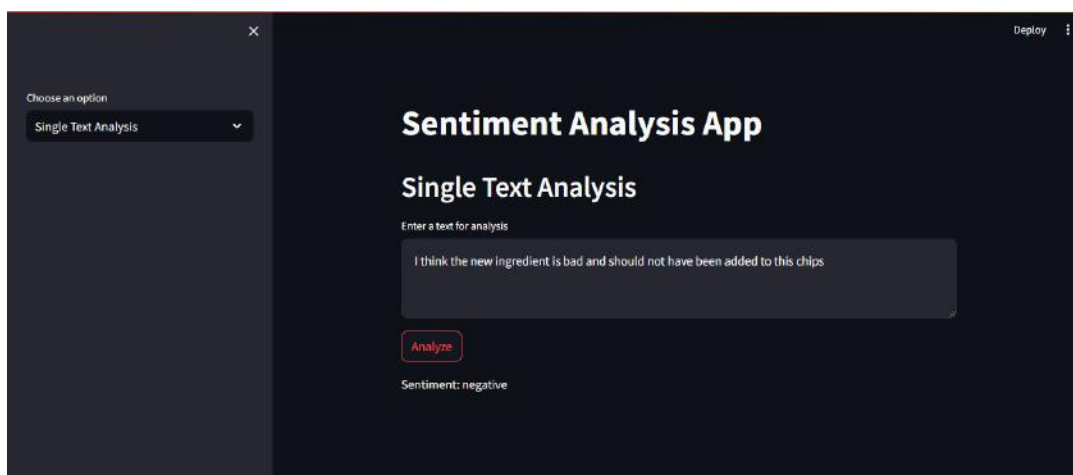 Deploy
Choose an option
Single Text Analysis
Sentiment Analysis App
Single Text Analysis
Enter a text for analysis
I think the new ingredient is bad and should not have been added to this chips
Analyze
Sentiment: negative